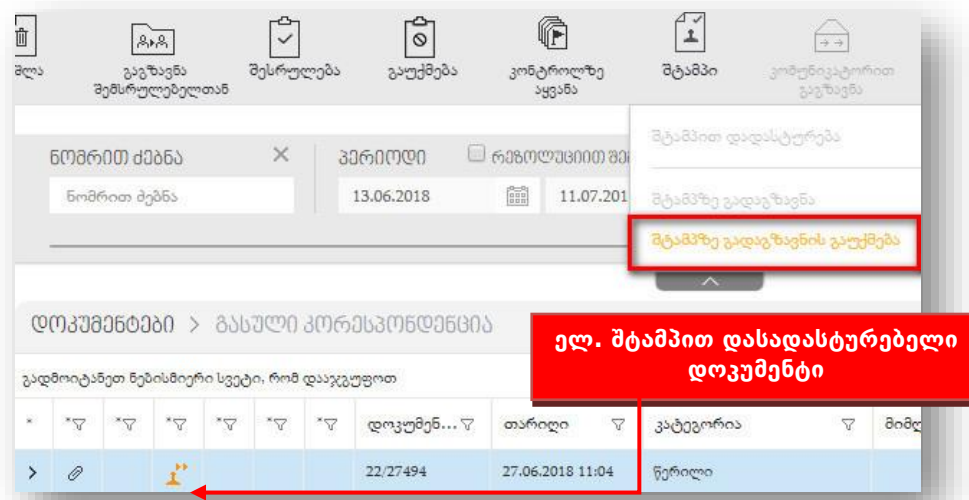 გაგზავნა შემსრულებელთან
შესრულება
გაუქმება
კონტროლზე აყვანა
შტამპი
კომუნიკატორით გაგზავნა
შტამპით დადასტურება
შტამპზე გადაგზავნა
შტამპზე გადაგზავნის გაუქმება
ნომრით ძებნა
პერიოდი
რეზოლუციით
ნომრით ძებნა
13.06.2018
11.07.201
დოკუმენტები > გასული კორესპონდენცია
ელ. შტამპით დასადასტურებელი
დოკუმენტი
გადმოიტანეთ ნებისმიერი სვეტი, რომ დააჯგუფოთ
დოკუმენ... თარიღი კატეგორია
22/27494 27.06.2018 11:04 წერილი